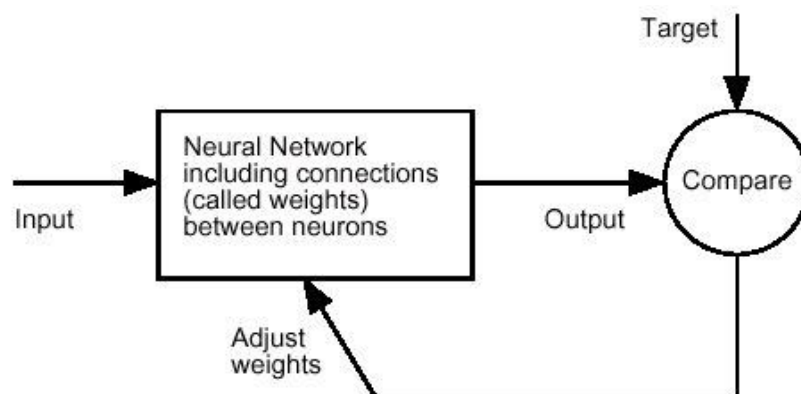 Target
Neural Network
including connections
(called weights)
between neurons
Compare
Input
Output
Adjust
weights